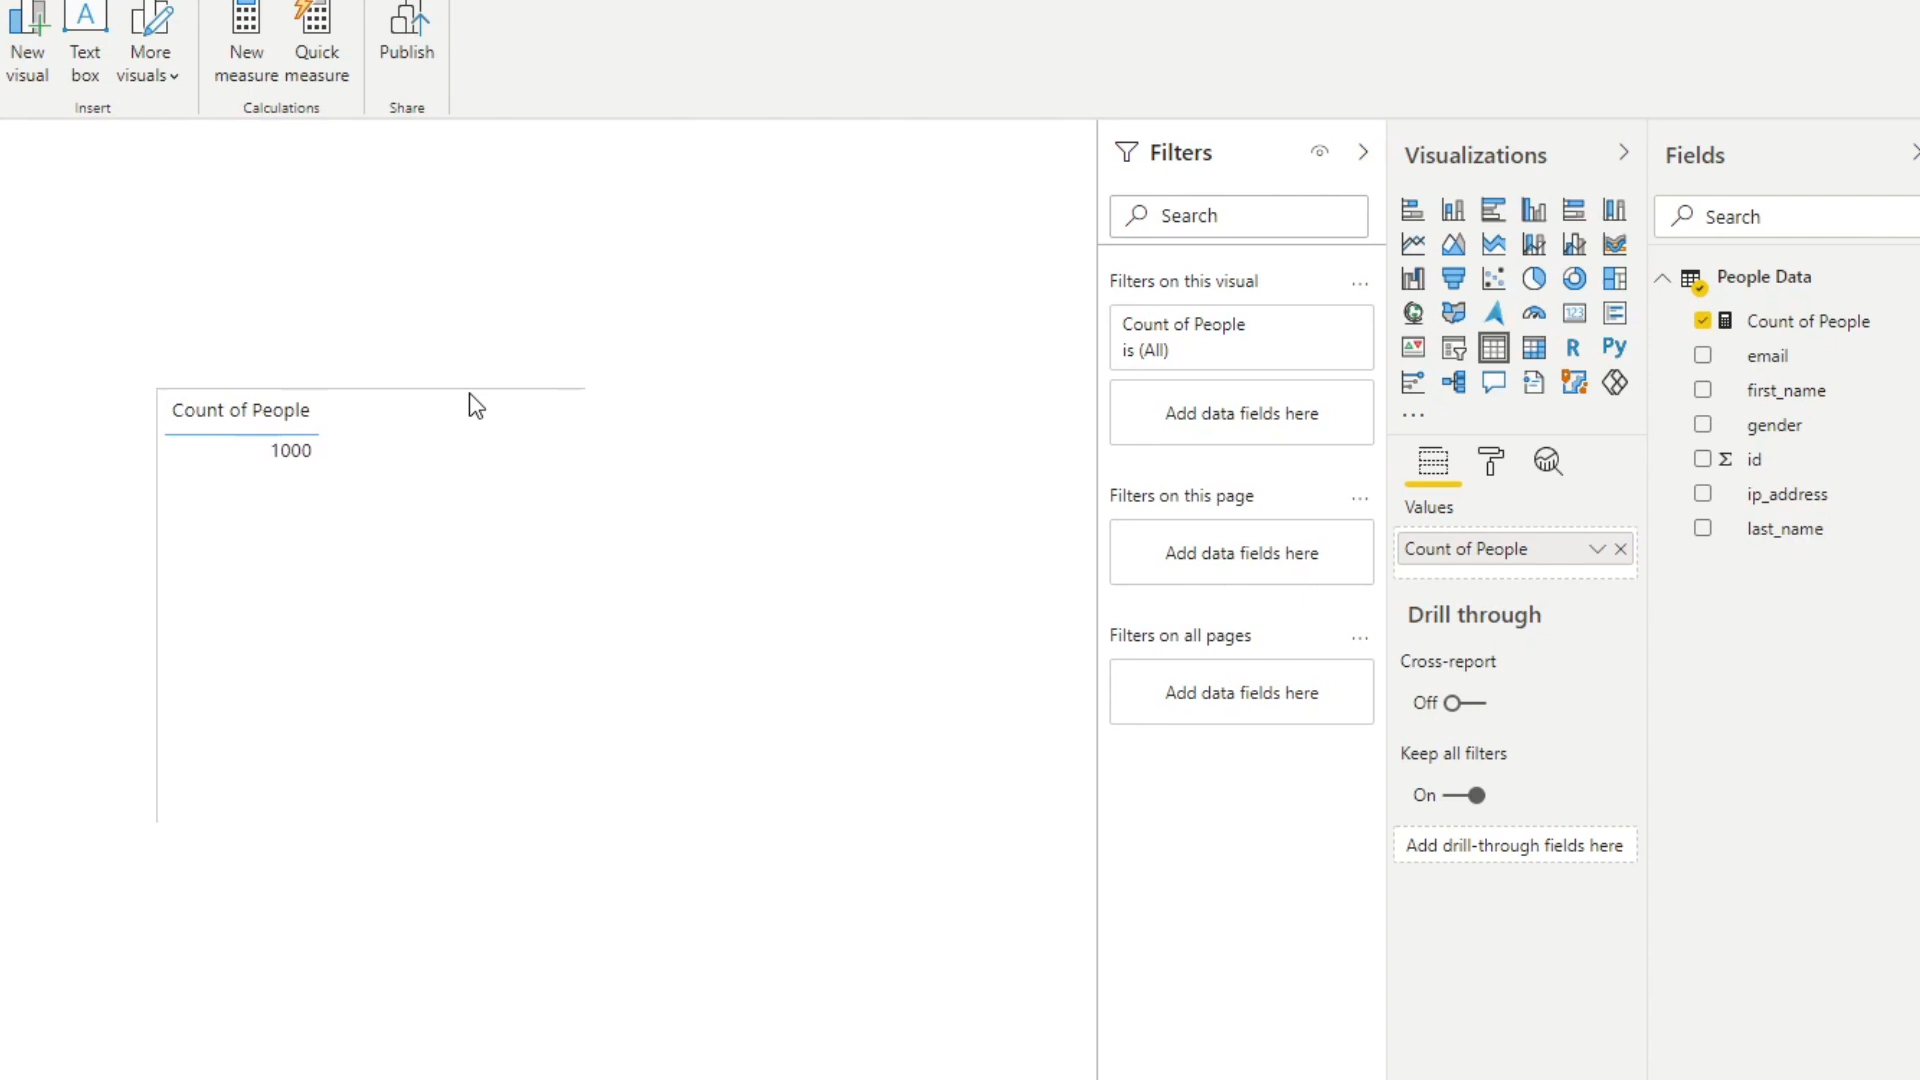 New visual
Text box
More visuals
New measure
Quick measure
Publish
Insert
Calculations
Share
Count of People
1000
Filters
Search
Filters on this visual
...
Count of People
is (All)
Add data fields here
Filters on this page
...
Add data fields here
Filters on all pages
...
Add data fields here
Visualizations
123
R
Py
...
Values
Count of People
Drill through
Cross-report
Off
Keep all filters
On
Add drill-through fields here
Fields
Search
People Data
Count of People
email
first_name
gender
Σ id
ip_address
last_name